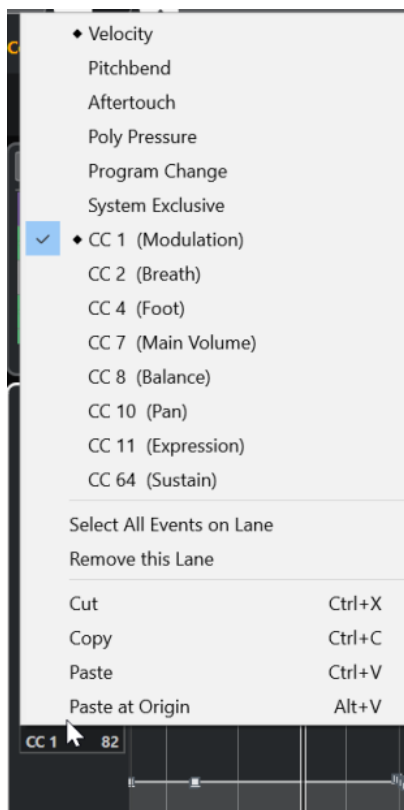 ◆ Velocity
Pitchbend
Aftertouch
Poly Pressure
Program Change
System Exclusive
✓ ◆ CC 1 (Modulation)
CC 2 (Breath)
CC 4 (Foot)
CC 7 (Main Volume)
CC 8 (Balance)
CC 10 (Pan)
CC 11 (Expression)
CC 64 (Sustain)
Select All Events on Lane
Remove this Lane
Cut Ctrl+X
Copy Ctrl+C
Paste Ctrl+V
Paste at Origin Alt+V
CC 1 82